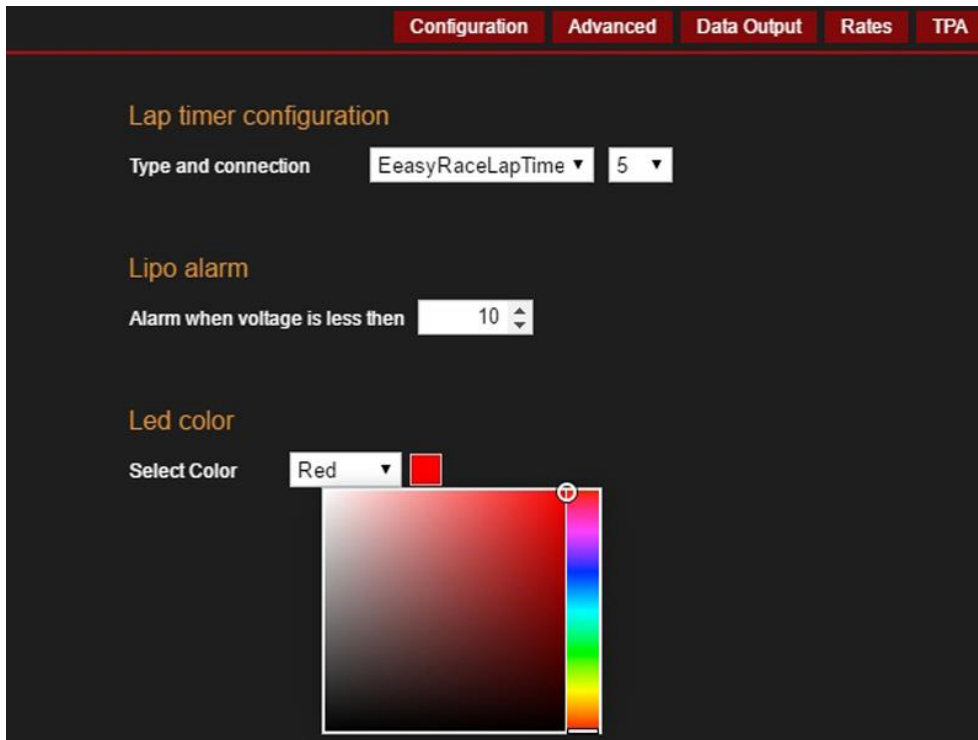 Configuration Advanced Data Output Rates TPA
Lap timer configuration
Type and connection EeasyRaceLapTime 5
Lipo alarm
Alarm when voltage is less then 10
Led color
Select Color Red